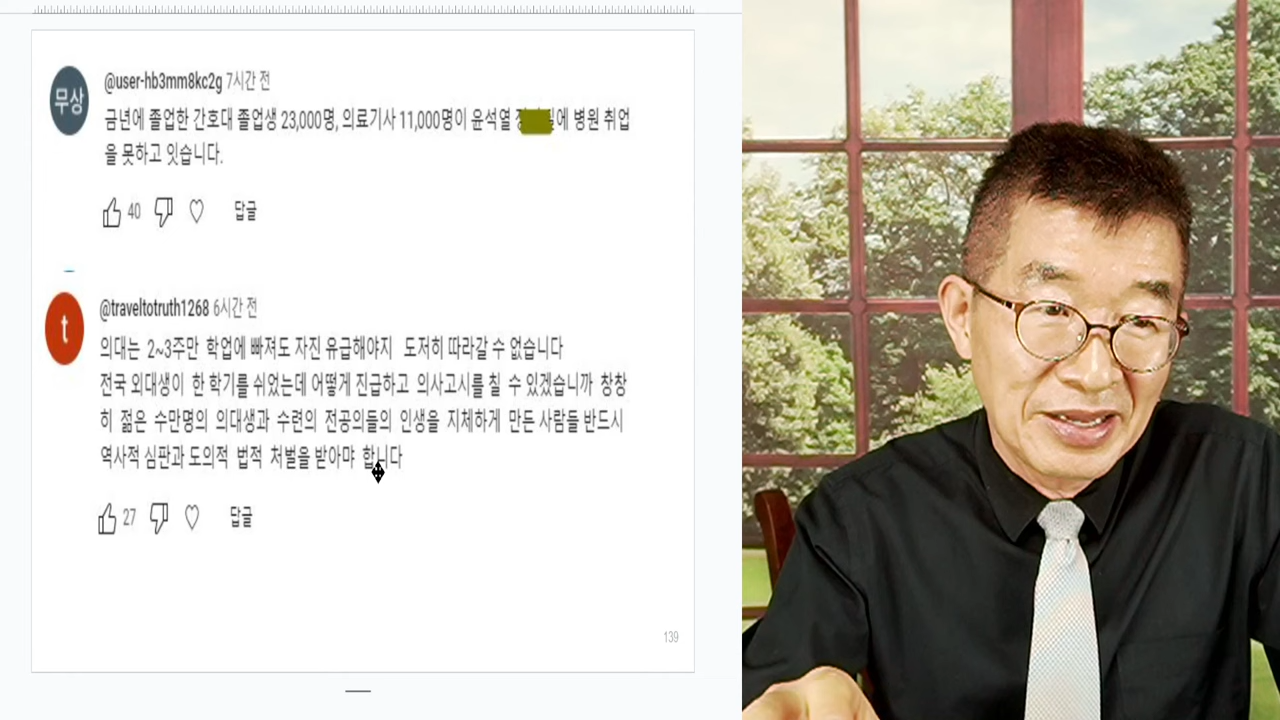 무상
@user-hb3mm8kc2g 7시간 전
금년에 졸업한 간호대 졸업생 23,000명, 의료기사 11,000명이 윤석열 에 병원 취업
을 못하고 잇습니다.
40 답글
t
@traveltotruth1268 6시간 전
의대는 2~3주만 학업에 빠져도 자진 유급해야지 도저히 따라갈 수 없습니다
전국 외대생이 한 학기를 쉬었는데 어떻게 진급하고 의사고시를 칠 수 있겠습니까 창창
히 젊은 수만명의 의대생과 수련의 전공의들의 인생을 지체하게 만든 사람들 반드시
역사적 심판과 도의적 법적 처벌을 받아먀 합니다
27 답글
139